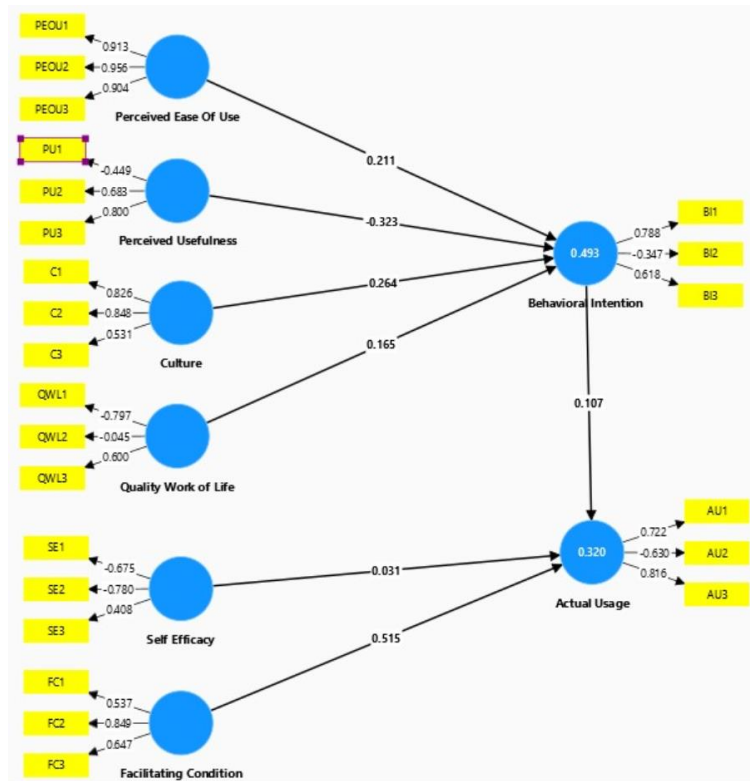 PEOU1
0.913
PEOU2
0.956
0.904
PEOU3
Perceived Ease Of Use
0.211
PU1
-0.449
PU2
0.683
0.800
PU3
Perceived Usefulness
-0.323
C1
0.826
C2
0.848
0.531
C3
Culture
0.264
QWL1
-0.797
QWL2
-0.045
0.600
QWL3
Quality Work of Life
0.165
0.493
Behavioral Intention
BI1
0.788
BI2
-0.347
0.618
BI3
0.107
SE1
-0.675
SE2
-0.780
0.408
SE3
Self Efficacy
0.031
0.320
Actual Usage
AU1
0.722
AU2
-0.630
0.816
AU3
FC1
0.537
FC2
0.849
0.647
FC3
Facilitating Condition
0.515